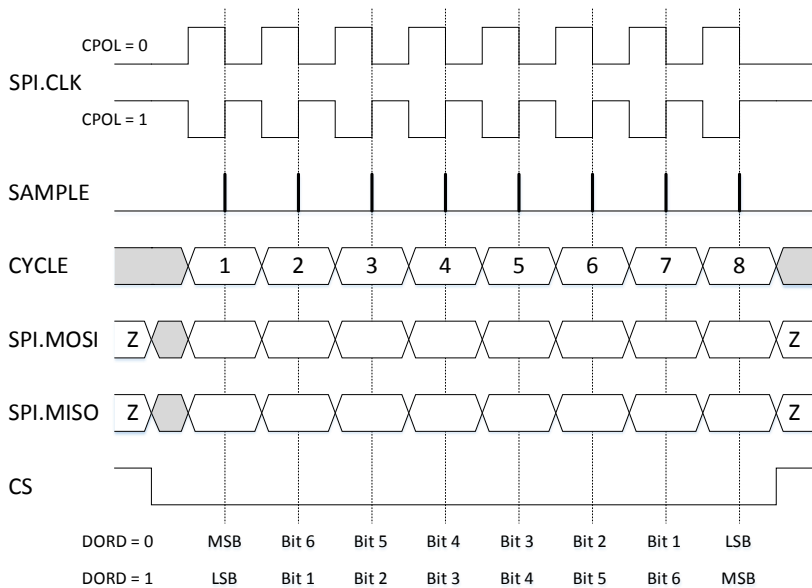 CPOL = 0
SPI.CLK
CPOL = 1
SAMPLE
CYCLE 1 2 3 4 5 6 7 8
SPI.MOSI Z Z
SPI.MISO Z Z
CS
DORD = 0 MSB Bit 6 Bit 5 Bit 4 Bit 3 Bit 2 Bit 1 LSB
DORD = 1 LSB Bit 1 Bit 2 Bit 3 Bit 4 Bit 5 Bit 6 MSB